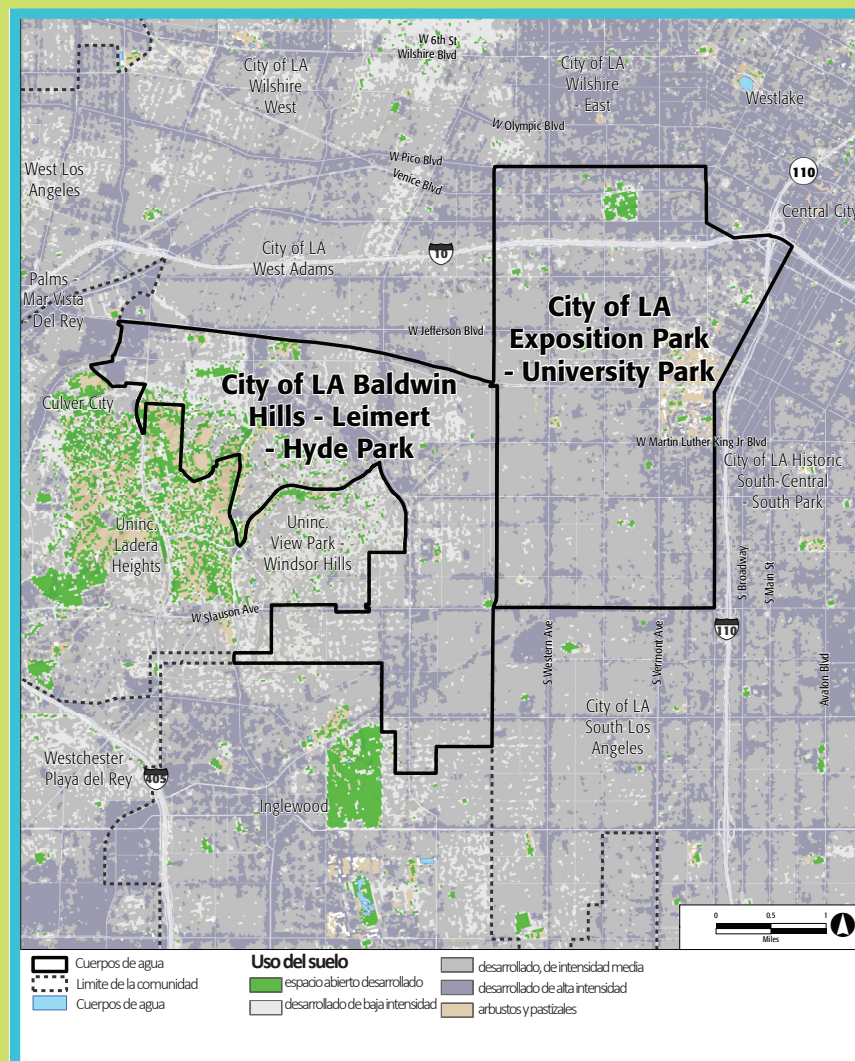 W 6th St
Wilshire Blvd
City of LA
Wilshire
West
City of LA
Wilshire
East
Westlake
W Olympic Blvd
W Pico Blvd
Venice Blvd
West Los
Angeles
110
Central City
City of LA
West Adams
10
Palms -
Mar Vista
Del Rey
W Jefferson Blvd
City of LA
Exposition Park
- University Park
City of LA Baldwin
Hills - Leimert
- Hyde Park
Culver City
W Martin Luther King Jr Blvd
City of LA Historic
South-Central
South Park
Uninc.
Ladera
Heights
Uninc.
View Park -
Windsor Hills
W Slauson Ave
S Broadway
S Main St
110
S Western Ave
S Vermont Ave
Avalon Blvd
City of LA
South Los
Angeles
Westchester -
Playa del Rey
405
Inglewood
0 0.5 1
Miles
Cuerpos de agua
Limite de la comunidad
Cuerpos de agua
Uso del suelo
espacio abierto desarrollado
desarrollado de baja intensidad
desarrollado, de intensidad media
desarrollado de alta intensidad
arbustos y pastizales